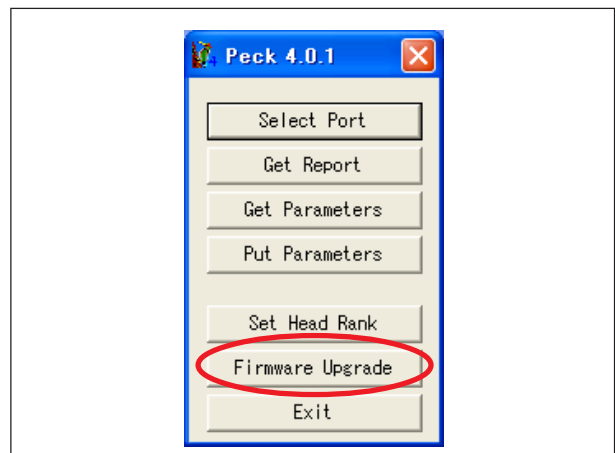 Peck 4.0.1
Select Port
Get Report
Get Parameters
Put Parameters
Set Head Rank
Firmware Upgrade
Exit